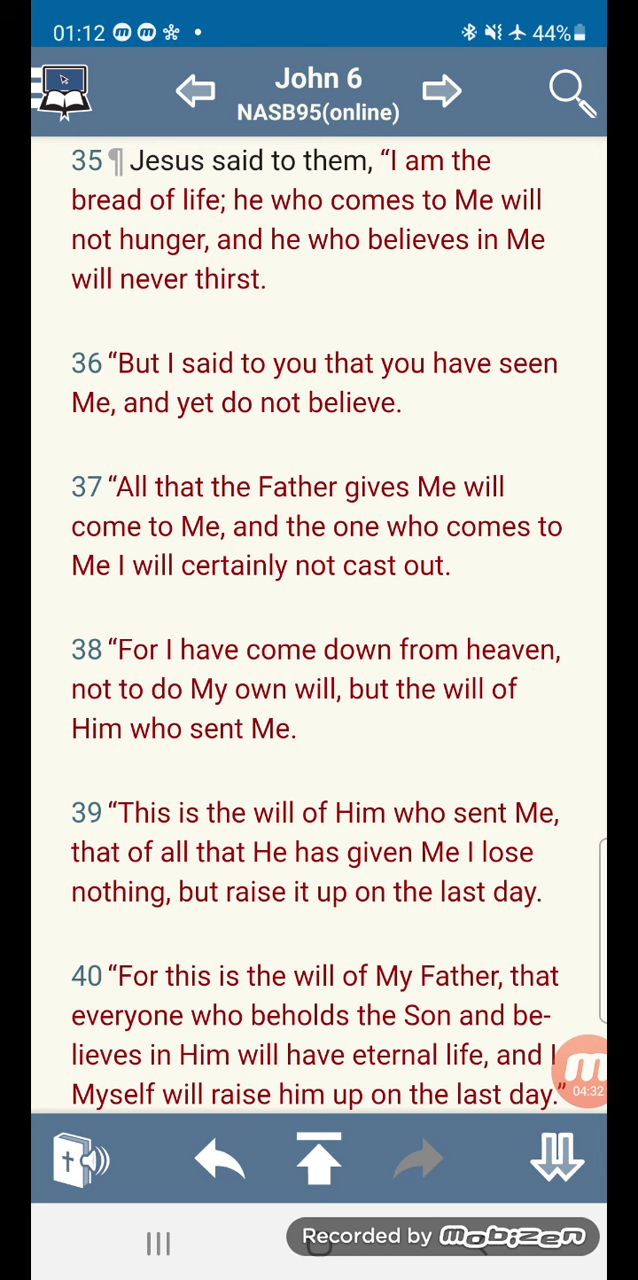 01:12 44%
John 6
NASB95(online)
35 ¶ Jesus said to them, “I am the
bread of life; he who comes to Me will
not hunger, and he who believes in Me
will never thirst.
36 “But I said to you that you have seen
Me, and yet do not believe.
37 “All that the Father gives Me will
come to Me, and the one who comes to
Me I will certainly not cast out.
38 “For I have come down from heaven,
not to do My own will, but the will of
Him who sent Me.
39 “This is the will of Him who sent Me,
that of all that He has given Me I lose
nothing, but raise it up on the last day.
40 “For this is the will of My Father, that
everyone who beholds the Son and be-
lieves in Him will have eternal life, and I
Myself will raise him up on the last day.”
m
04:32
Recorded by mobizen